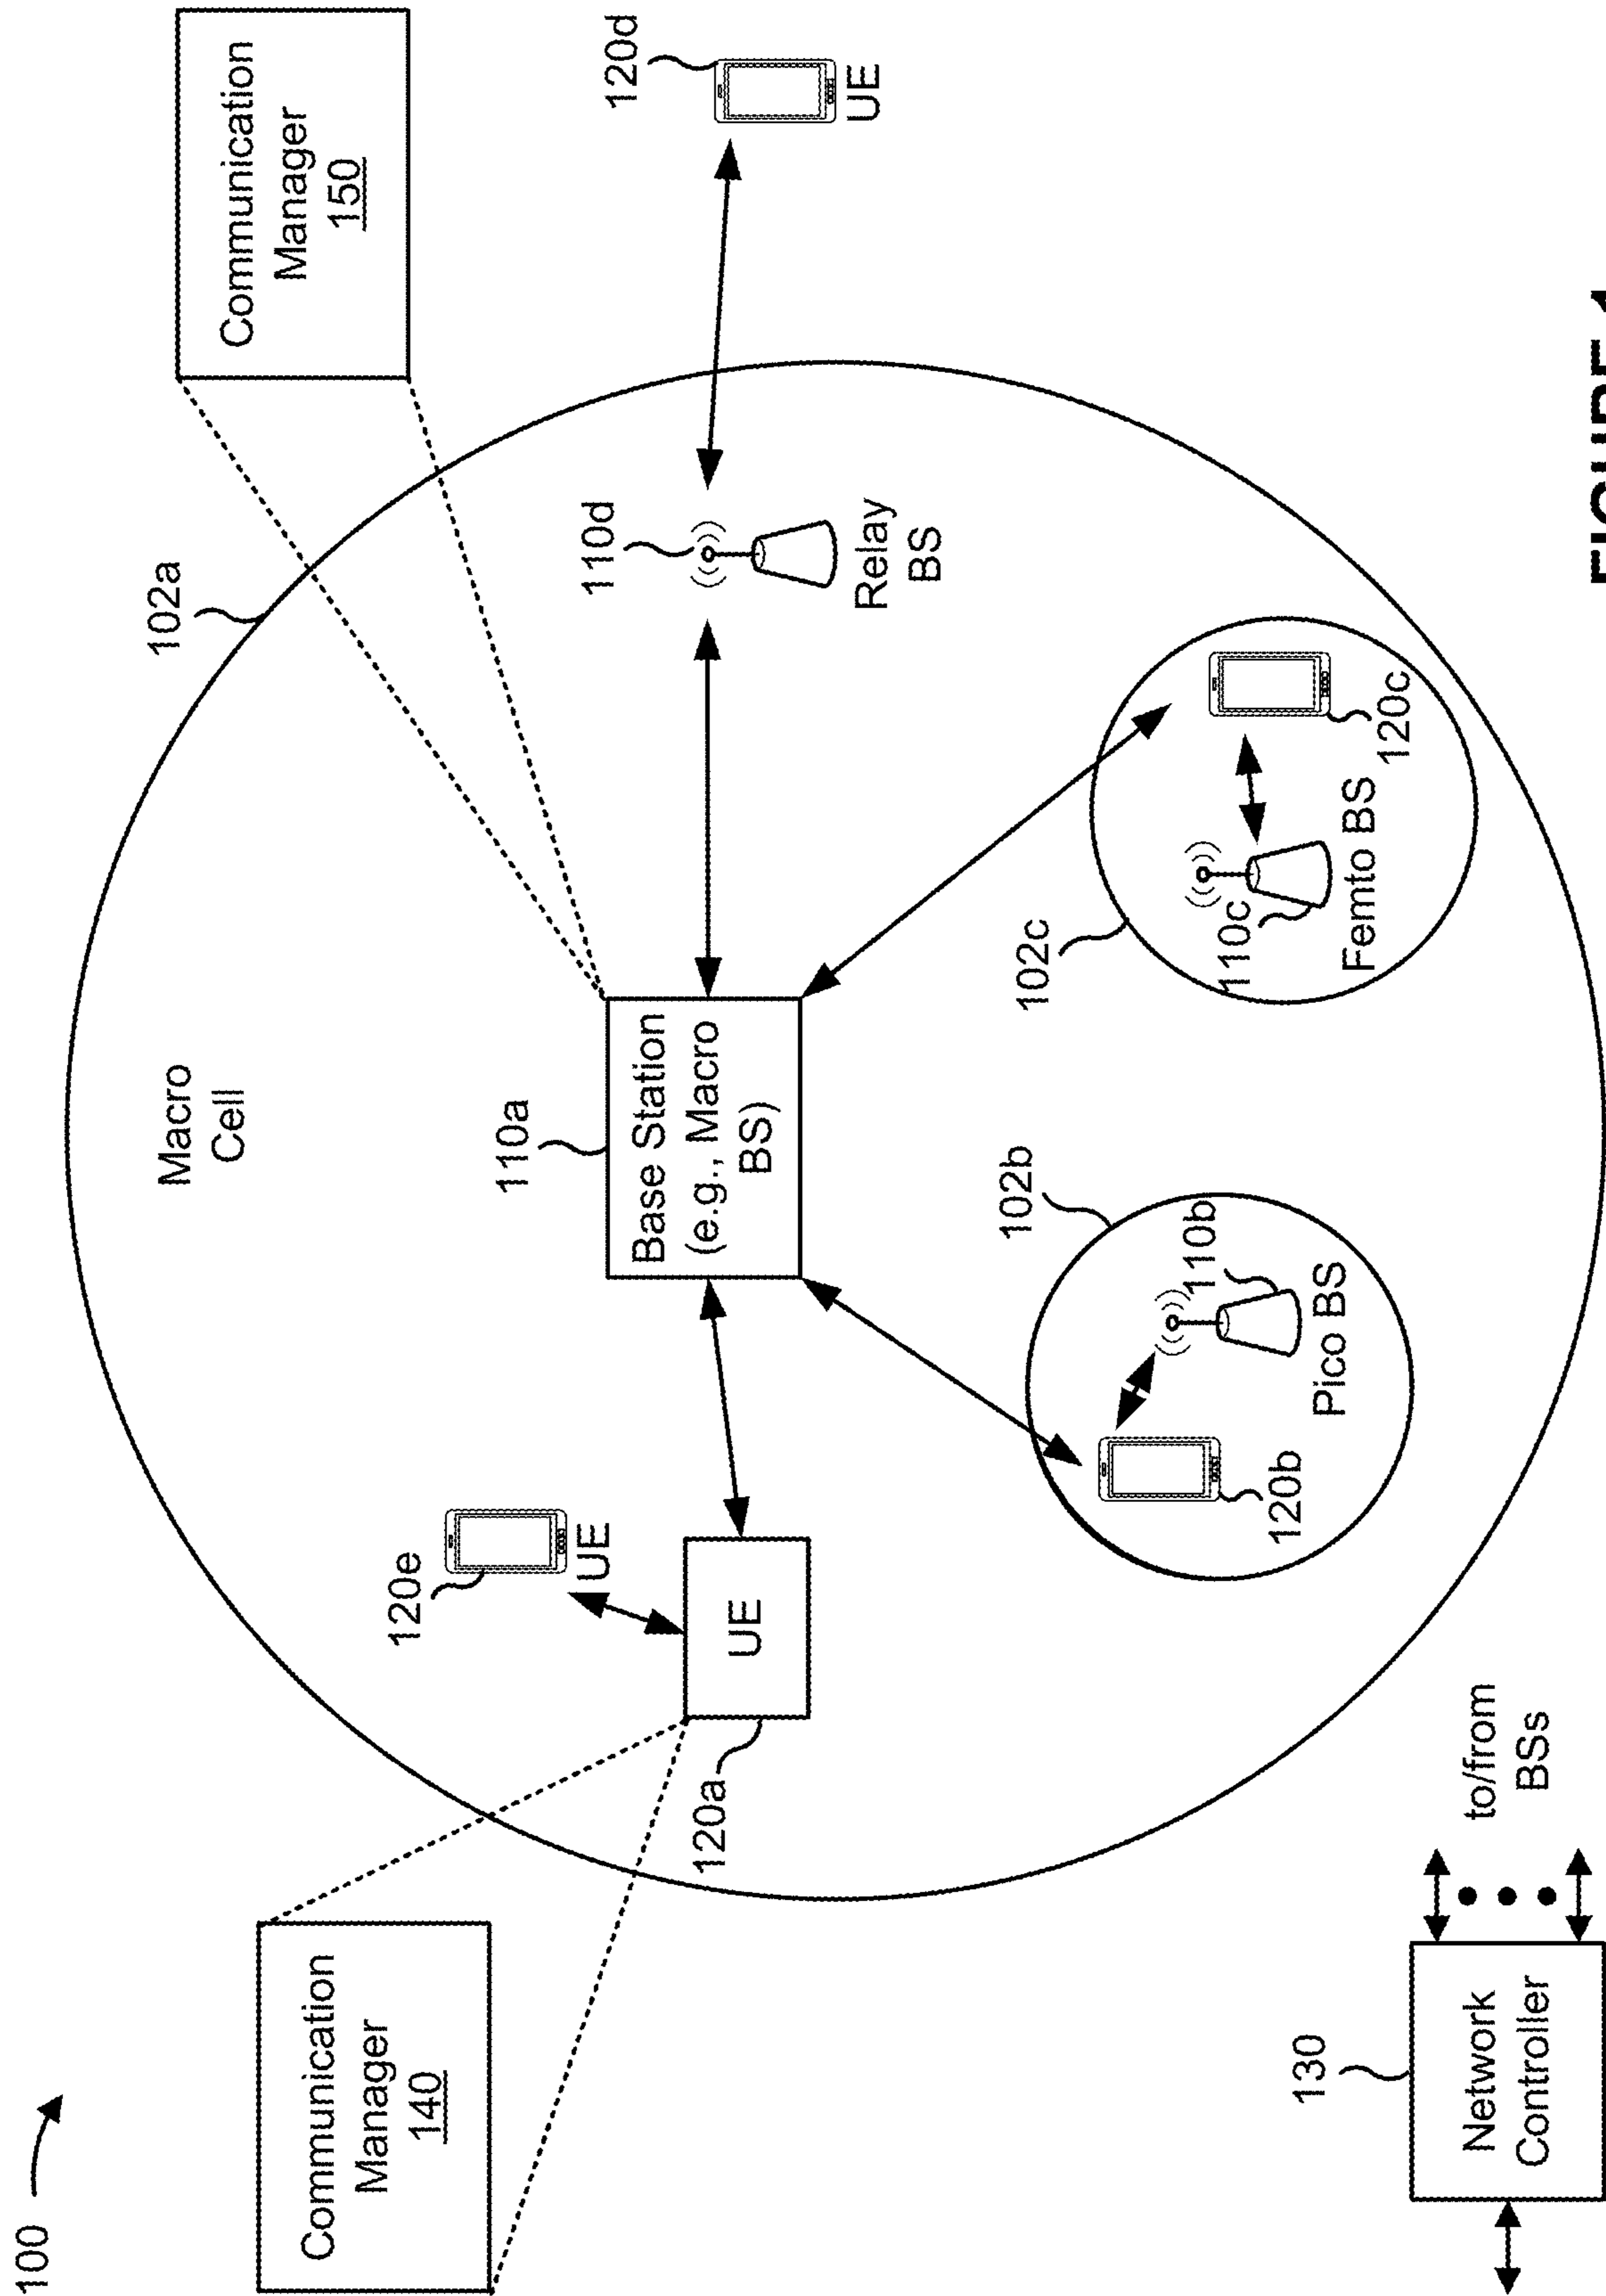 100
Communication
Manager
140
Communication
Manager
150
102a
Macro
Cell
120d
UE
110d
Relay
BS
110a
Base Station
(e.g., Macro
BS)
120e
UE
UE
120a
102b
110b
Pico BS
120b
102c
110c
Femto BS
120c
130
Network
Controller
to/from
BSs